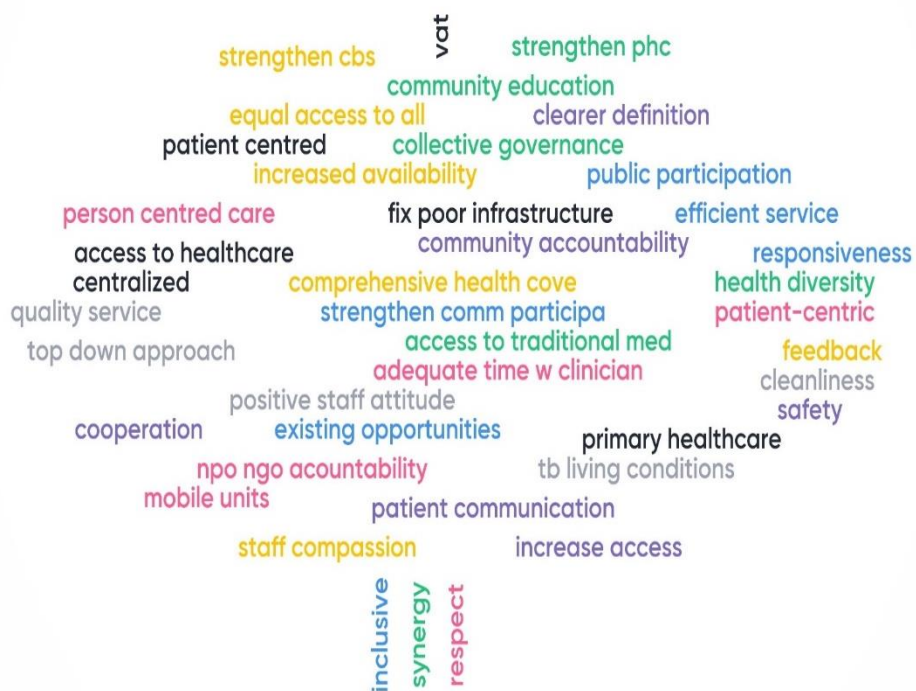 vat
strengthen cbs
strengthen phc
community education
equal access to all
clearer definition
patient centred
collective governance
increased availability
public participation
person centred care
fix poor infrastructure
efficient service
community accountability
access to healthcare
responsiveness
centralized
comprehensive health cove
health diversity
quality service
strengthen comm participa
patient-centric
access to traditional med
top down approach
feedback
adequate time w clinician
cleanliness
positive staff attitude
safety
cooperation
existing opportunities
primary healthcare
npo ngo acountability
tb living conditions
mobile units
patient communication
staff compassion
increase access
inclusive
synergy
respect